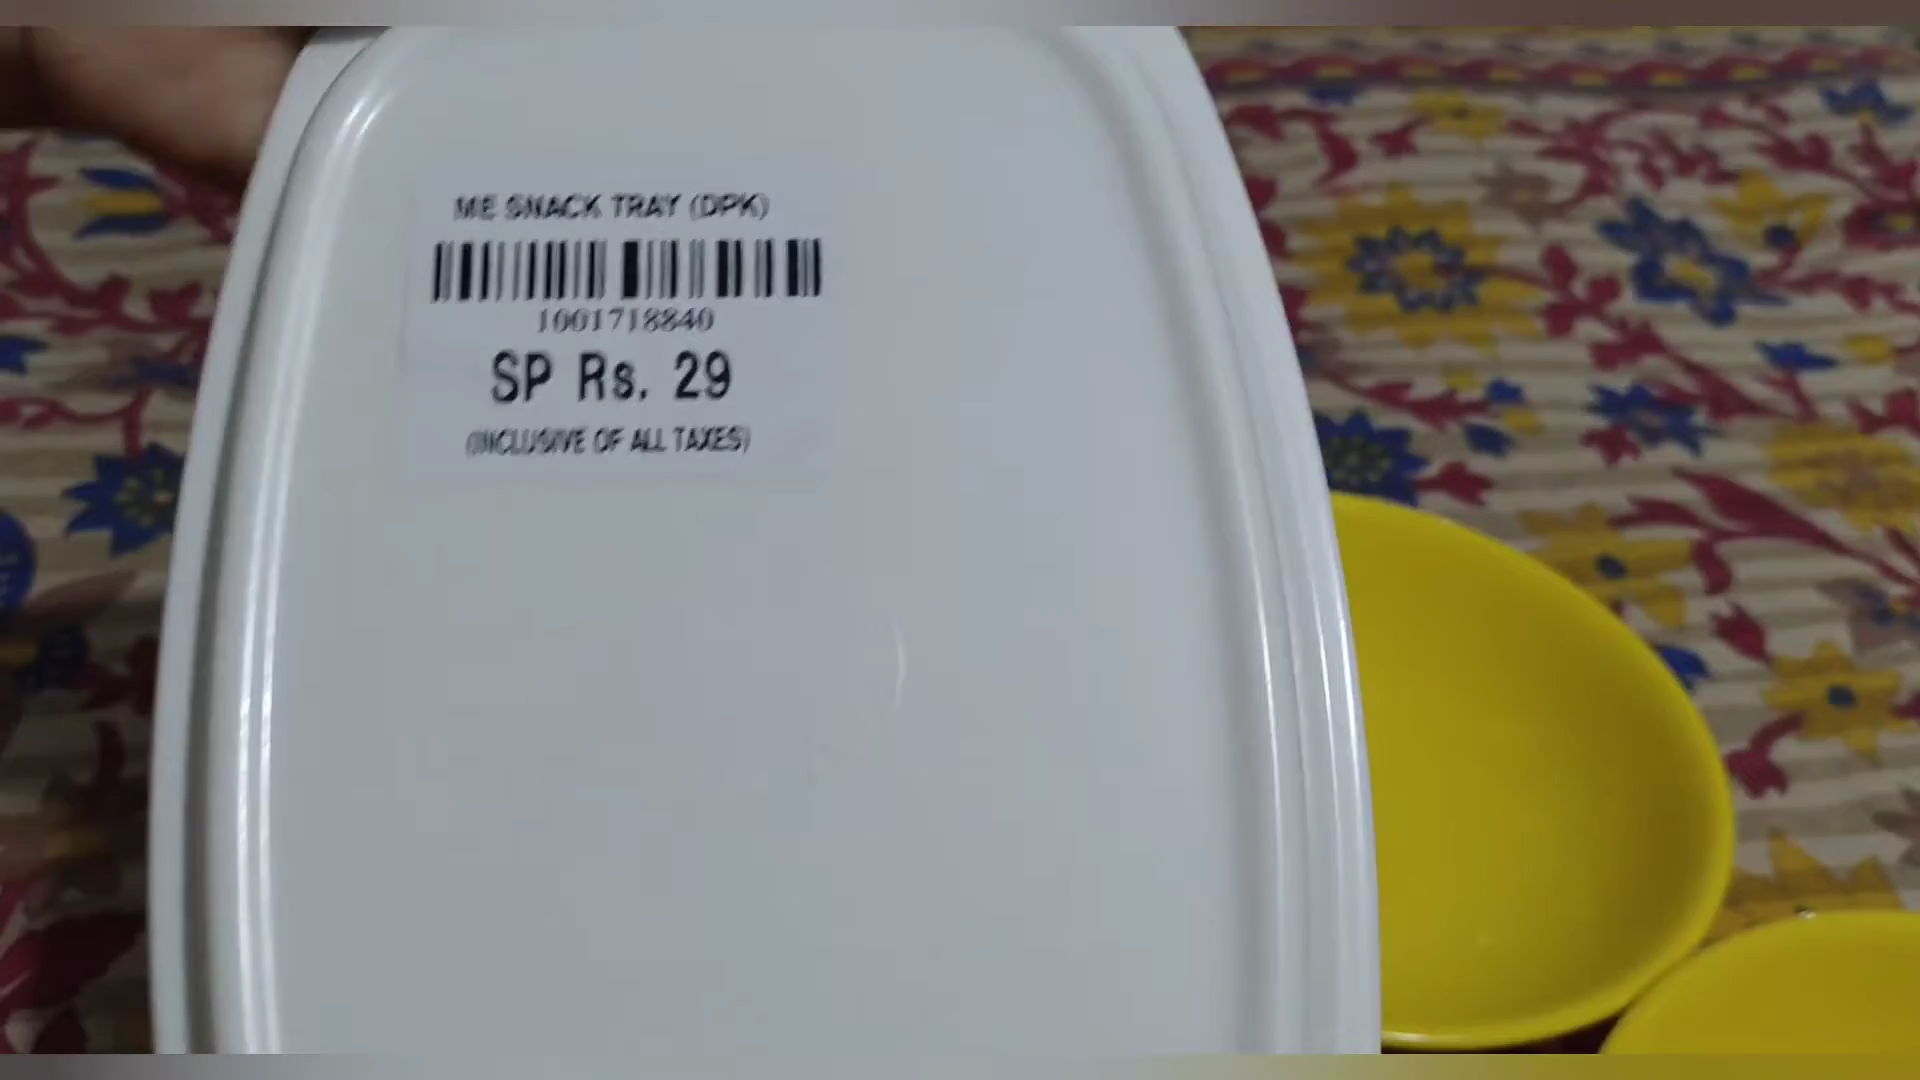 ME SNACK TRAY (DPK)
1001718840
SP Rs. 29
(INCLUSIVE OF ALL TAXES)